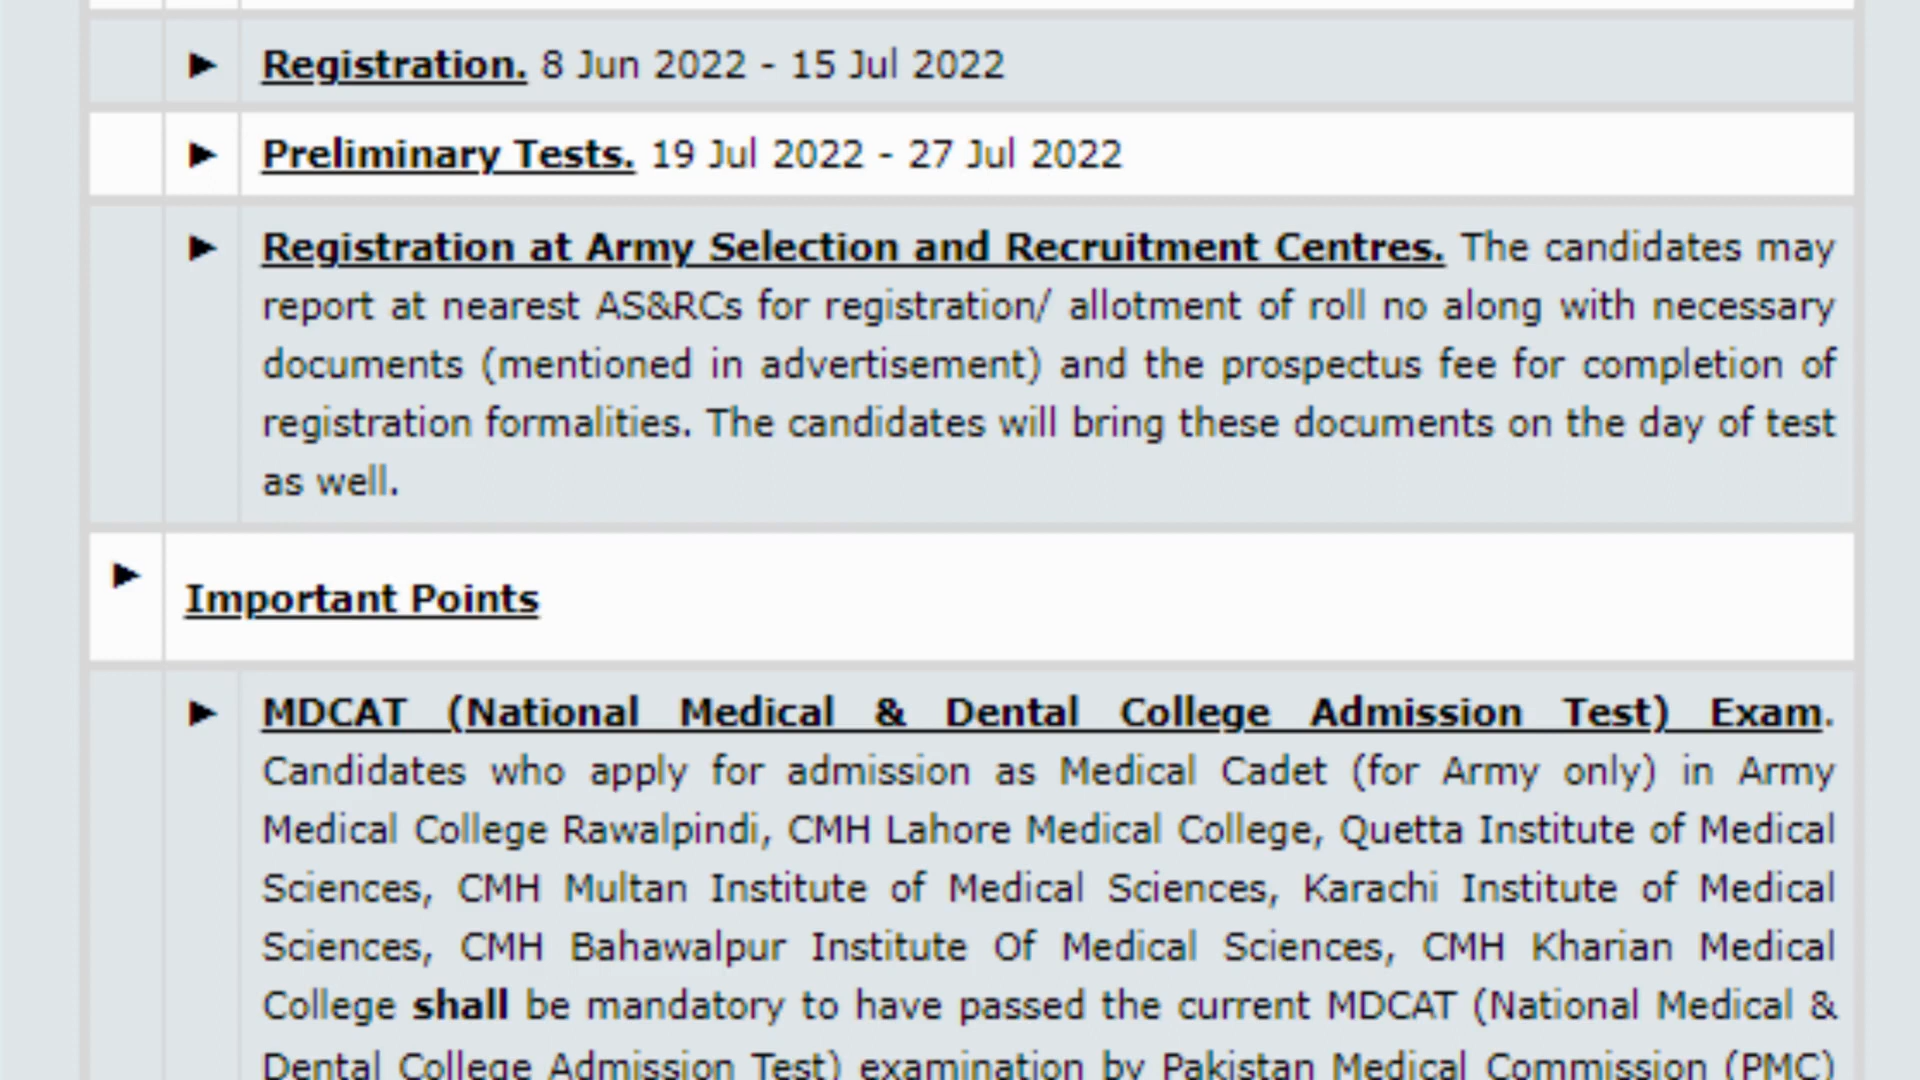 Registration. 8 Jun 2022 - 15 Jul 2022
Preliminary Tests. 19 Jul 2022 - 27 Jul 2022
Registration at Army Selection and Recruitment Centres. The candidates may
report at nearest AS&RCs for registration/ allotment of roll no along with necessary
documents (mentioned in advertisement) and the prospectus fee for completion of
registration formalities. The candidates will bring these documents on the day of test
as well.
Important Points
MDCAT (National Medical & Dental College Admission Test) Exam.
Candidates who apply for admission as Medical Cadet (for Army only) in Army
Medical College Rawalpindi, CMH Lahore Medical College, Quetta Institute of Medical
Sciences, CMH Multan Institute of Medical Sciences, Karachi Institute of Medical
Sciences, CMH Bahawalpur Institute Of Medical Sciences, CMH Kharian Medical
College shall be mandatory to have passed the current MDCAT (National Medical &
Dental College Admission Test) examination by Pakistan Medical Commission (PMC)